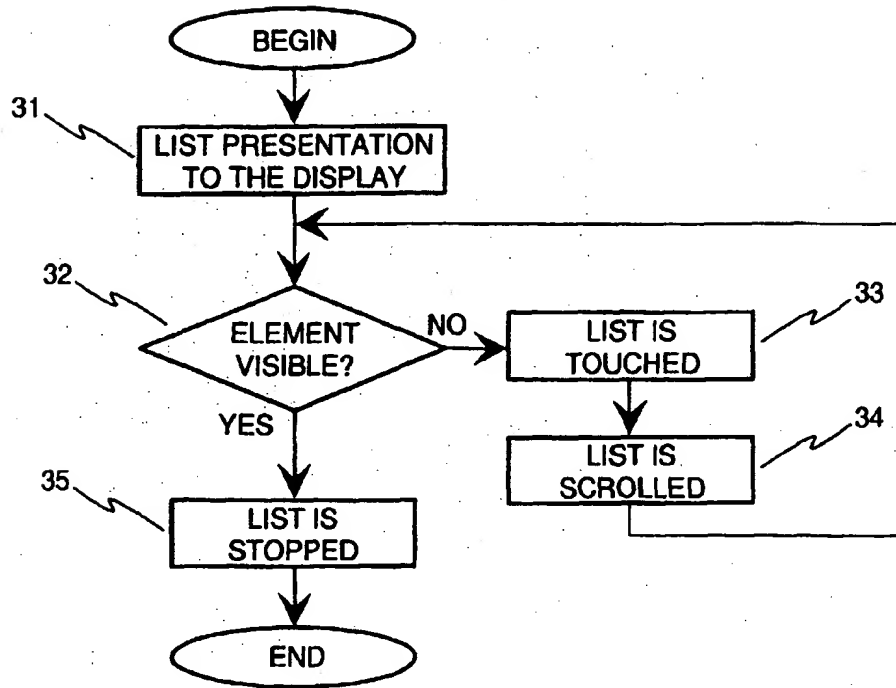 BEGIN
31
LIST PRESENTATION
TO THE DISPLAY
32
ELEMENT
VISIBLE?
NO
33
LIST IS
TOUCHED
YES
34
LIST IS
SCROLLED
35
LIST IS
STOPPED
END